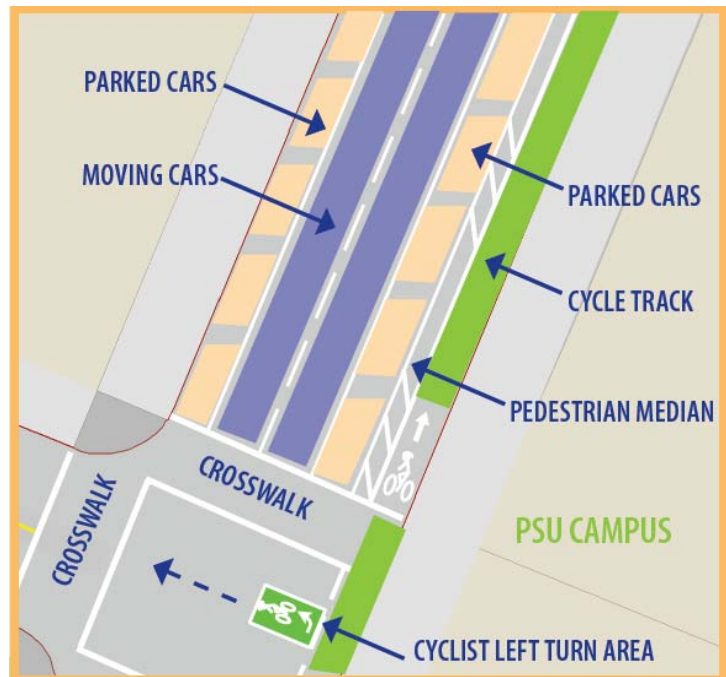 PARKED CARS
MOVING CARS
PARKED CARS
CYCLE TRACK
PEDESTRIAN MEDIAN
CROSSWALK
CROSSWALK
PSU CAMPUS
CYCLIST LEFT TURN AREA